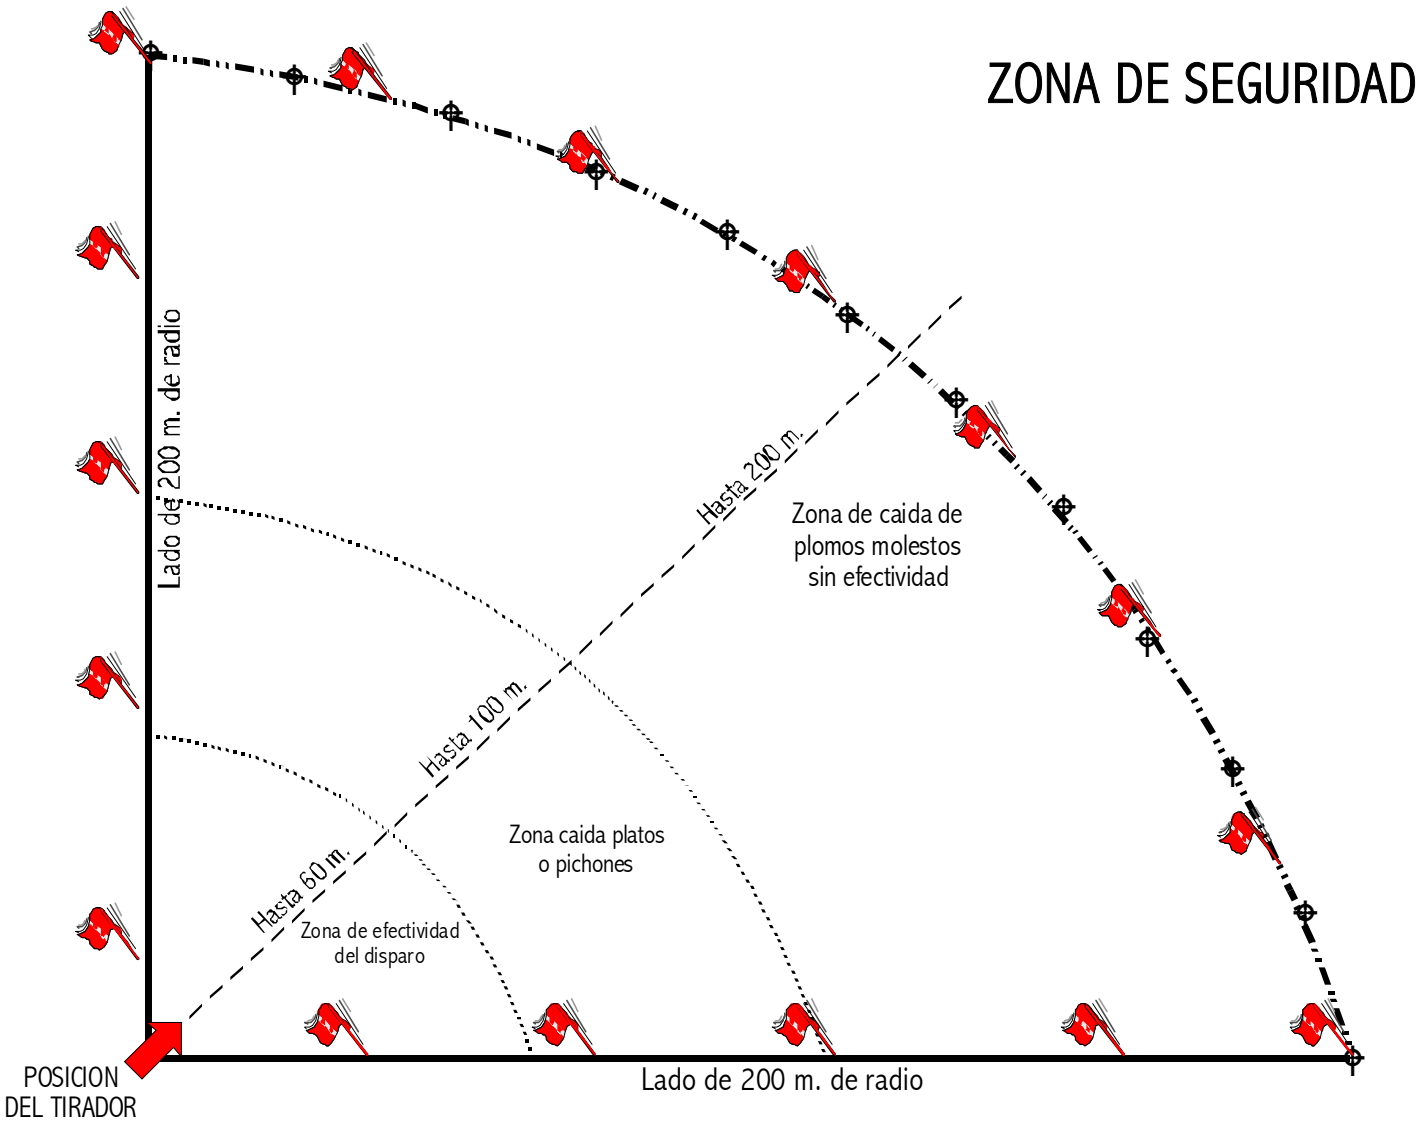 ZONA DE SEGURIDAD
Lado de 200 m. de radio
Hasta 200 m.
Zona de caida de
plomos molestos
sin efectividad
Hasta 100 m.
Zona caida platos
o pichones
Hasta 60 m.
Zona de efectividad
del disparo
POSICION
DEL TIRADOR
Lado de 200 m. de radio